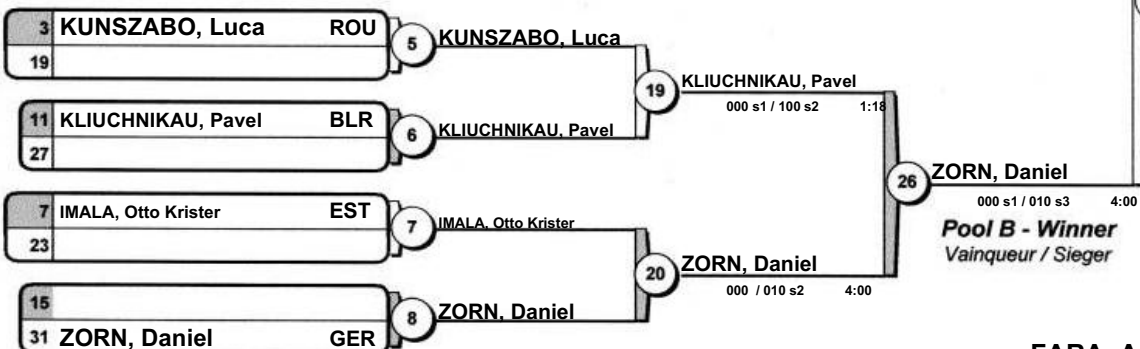 3 KUNSZABO, Luca ROU
19
5
KUNSZABO, Luca
11 KLIUCHNIKAU, Pavel BLR
27
6
KLIUCHNIKAU, Pavel
19
KLIUCHNIKAU, Pavel
000 s1 / 100 s2 1:18
7 IMALA, Otto Krister EST
23
7
IMALA, Otto Krister
15
31 ZORN, Daniel GER
8
ZORN, Daniel
20
ZORN, Daniel
000 / 010 s2 4:00
26
ZORN, Daniel
000 s1 / 010 s3 4:00
Pool B - Winner
Vainqueur / Sieger